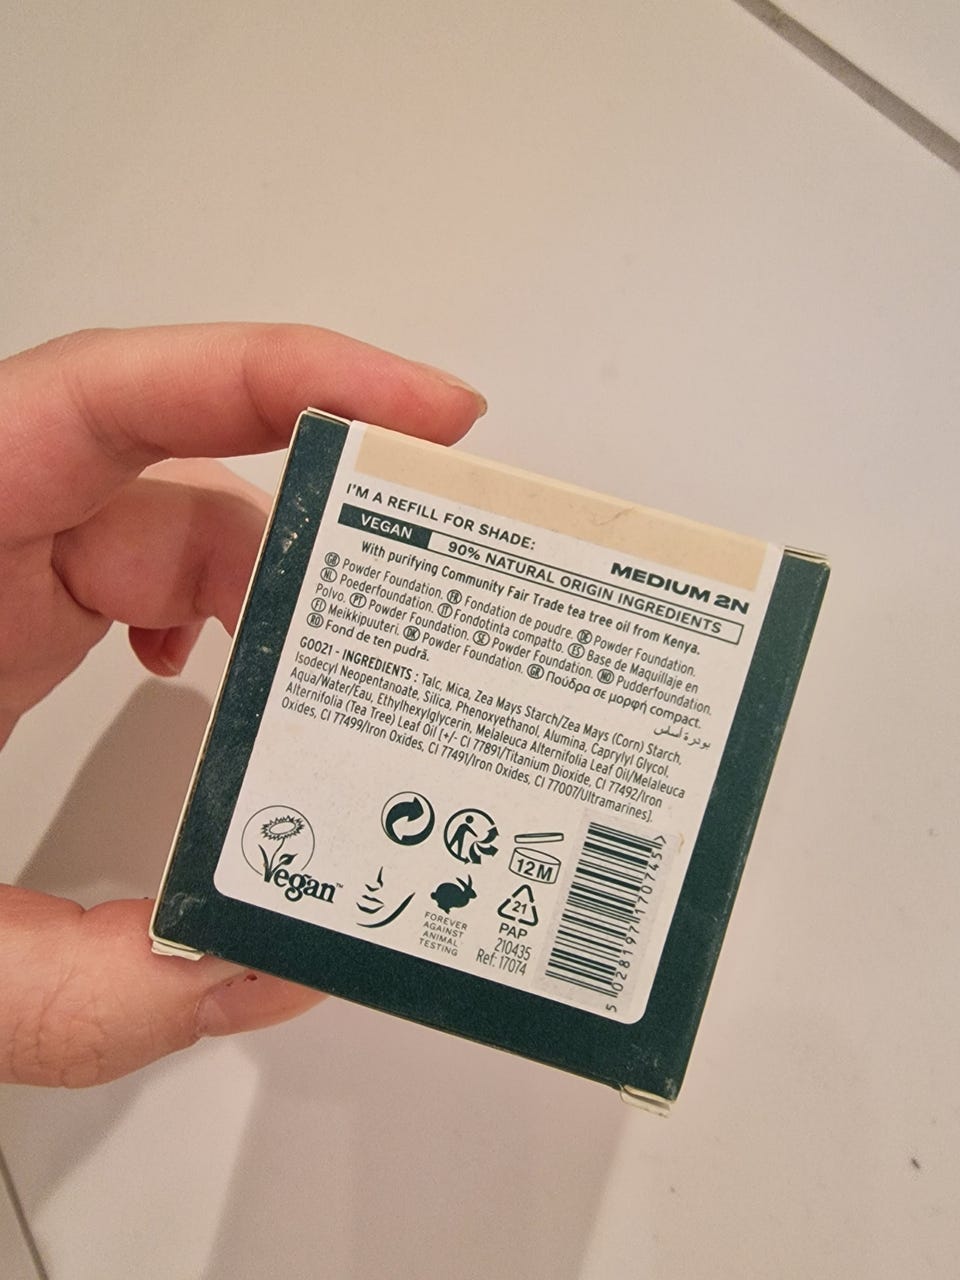 I'M A REFILL FOR SHADE:
MEDIUM 2N
VEGAN 90% NATURAL ORIGIN INGREDIENTS
With purifying Community Fair Trade tea tree oil from Kenya.
GB Powder Foundation. FR Fondation de poudre. DE Powder Foundation.
NL Poederfoundation. IT Fondotinta compatto. ES Base de Maquillaje en
Polvo. PT Powder Foundation. SE Powder Foundation. NO Pudderfoundation.
FI Meikkipuuteri. DK Powder Foundation. GR Πούδρα σε μορφή compact.
RO Fond de ten pudră. بودرة أساس
G0021 - INGREDIENTS : Talc, Mica, Zea Mays Starch/Zea Mays (Corn) Starch,
Isodecyl Neopentanoate, Silica, Phenoxyethanol, Alumina, Caprylyl Glycol,
Aqua/Water/Eau, Ethylhexylglycerin, Melaleuca Alternifolia Leaf Oil/Melaleuca
Alternifolia (Tea Tree) Leaf Oil [+/- CI 77891/Titanium Dioxide, CI 77492/Iron
Oxides, CI 77499/Iron Oxides, CI 77491/Iron Oxides, CI 77007/Ultramarines].
Vegan™
12M
FOREVER
AGAINST
ANIMAL
TESTING
21
PAP
210435
Ref: 17074
5 028197 170745 >